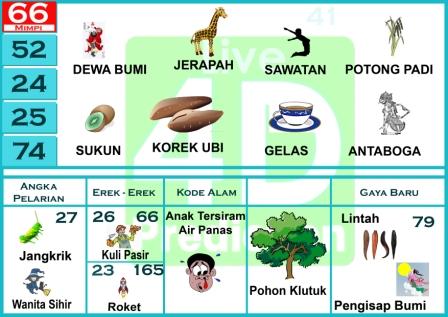 66
MIMPI
41
52
24
25
74
DEWA BUMI
JERAPAH
SAWATAN
POTONG PADI
SUKUN
KOREK UBI
GELAS
ANTABOGA
Live
4D
Prediction
ANGKA
PELARIAN
EREK - EREK
KODE ALAM
GAYA BARU
27
Jangkrik
Wanita Sihir
26 66
Kuli Pasir
23 165
Roket
Anak Tersiram
Air Panas
Pohon Klutuk
Lintah
79
Pengisap Bumi